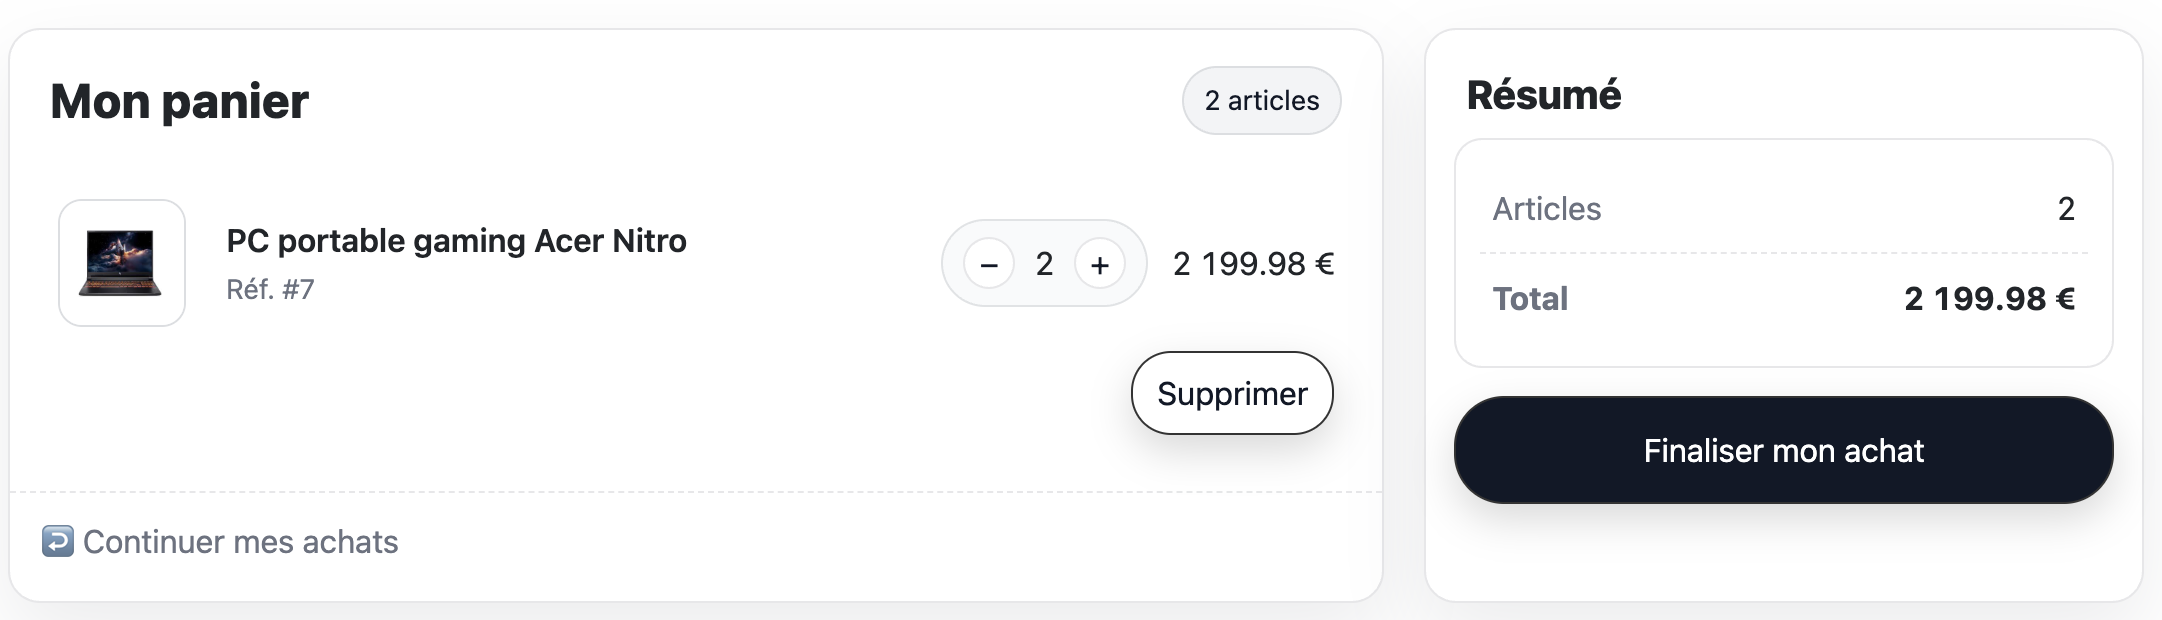 Mon panier
2 articles
PC portable gaming Acer Nitro
Réf. #7
− 2 + 2 199.98 €
Supprimer
↩ Continuer mes achats
Résumé
Articles 2
Total 2 199.98 €
Finaliser mon achat